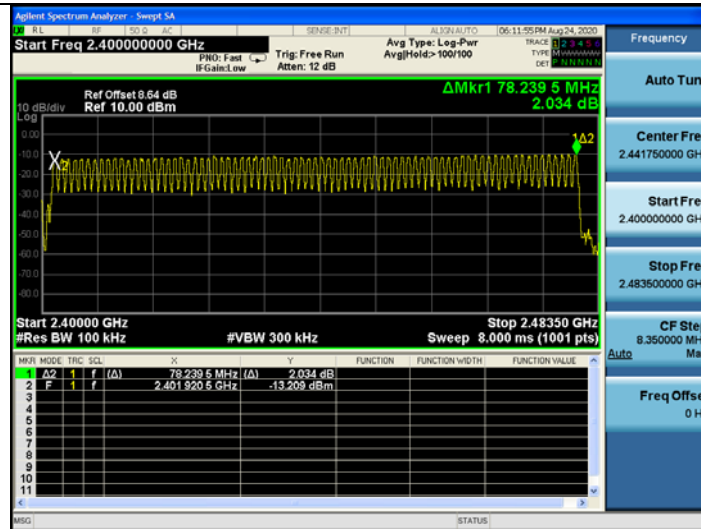 Agilent Spectrum Analyzer - Swept SA
RL RF 50 Ω AC SENSE:INT ALIGNAUTO 06:11:55 PM Aug 24, 2020
Start Freq 2.400000000 GHz
PNO: Fast
IFGain:Low
Trig: Free Run
Atten: 12 dB
Avg Type: Log-Pwr
Avg|Hold:>100/100
TRACE 1 2 3 4 5 6
TYPE M
DET P N N N N N
Frequency
Auto Tun
Ref Offset 8.64 dB
Ref 10.00 dBm
10 dB/div
Log
ΔMkr1 78.239 5 MHz
2.034 dB
0.00
-10.0
-20.0
-30.0
-40.0
-50.0
-60.0
-70.0
-80.0
X2
1Δ2
Center Fre
2.441750000 GH
Start Fre
2.400000000 GH
Stop Fre
2.483500000 GH
Start 2.40000 GHz Stop 2.48350 GHz
#Res BW 100 kHz #VBW 300 kHz Sweep 8.000 ms (1001 pts)
CF Ste
8.350000 MH
Auto Ma
MKR MODE TRC SCL X Y FUNCTION FUNCTION WIDTH FUNCTION VALUE
1 Δ2 1 f (Δ) 78.239 5 MHz (Δ) 2.034 dB
2 F 1 f 2.401 920 5 GHz -13.209 dBm
3
4
5
6
7
8
9
10
11
Freq Offse
0 H
MSG STATUS